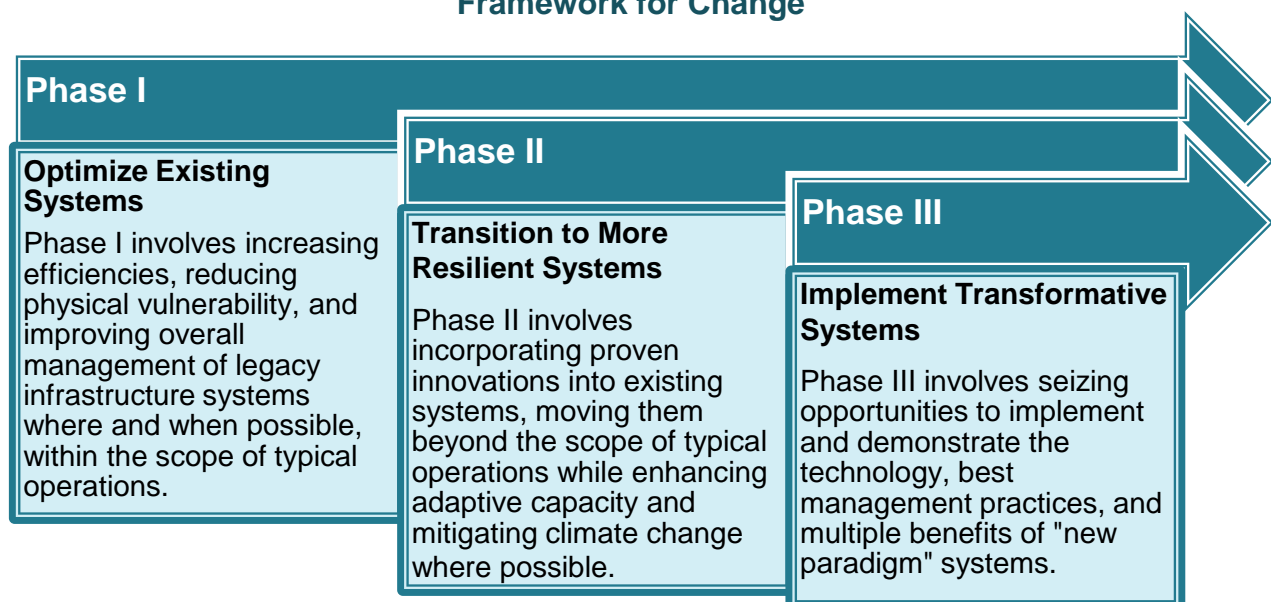 Framework for Change
Phase I
Optimize Existing
Systems
Phase I involves increasing
efficiencies, reducing
physical vulnerability, and
improving overall
management of legacy
infrastructure systems
where and when possible,
within the scope of typical
operations.
Phase II
Transition to More
Resilient Systems
Phase II involves
incorporating proven
innovations into existing
systems, moving them
beyond the scope of typical
operations while enhancing
adaptive capacity and
mitigating climate change
where possible.
Phase III
Implement Transformative
Systems
Phase III involves seizing
opportunities to implement
and demonstrate the
technology, best
management practices, and
multiple benefits of "new
paradigm" systems.